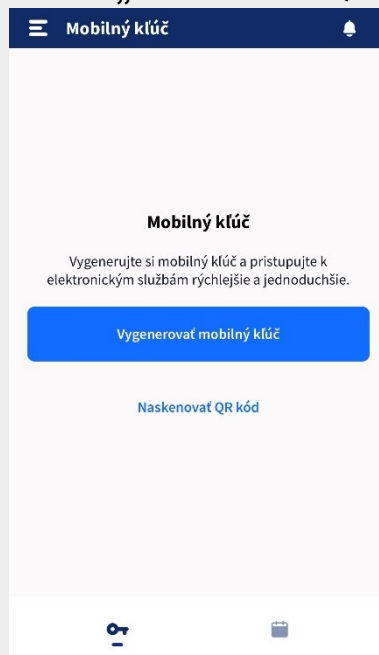 Mobilný kľúč
Mobilný kľúč
Vygenerujte si mobilný kľúč a pristupujte k
elektronickým službám rýchlejšie a jednoduchšie.
Vygenerovať mobilný kľúč
Naskenovať QR kód